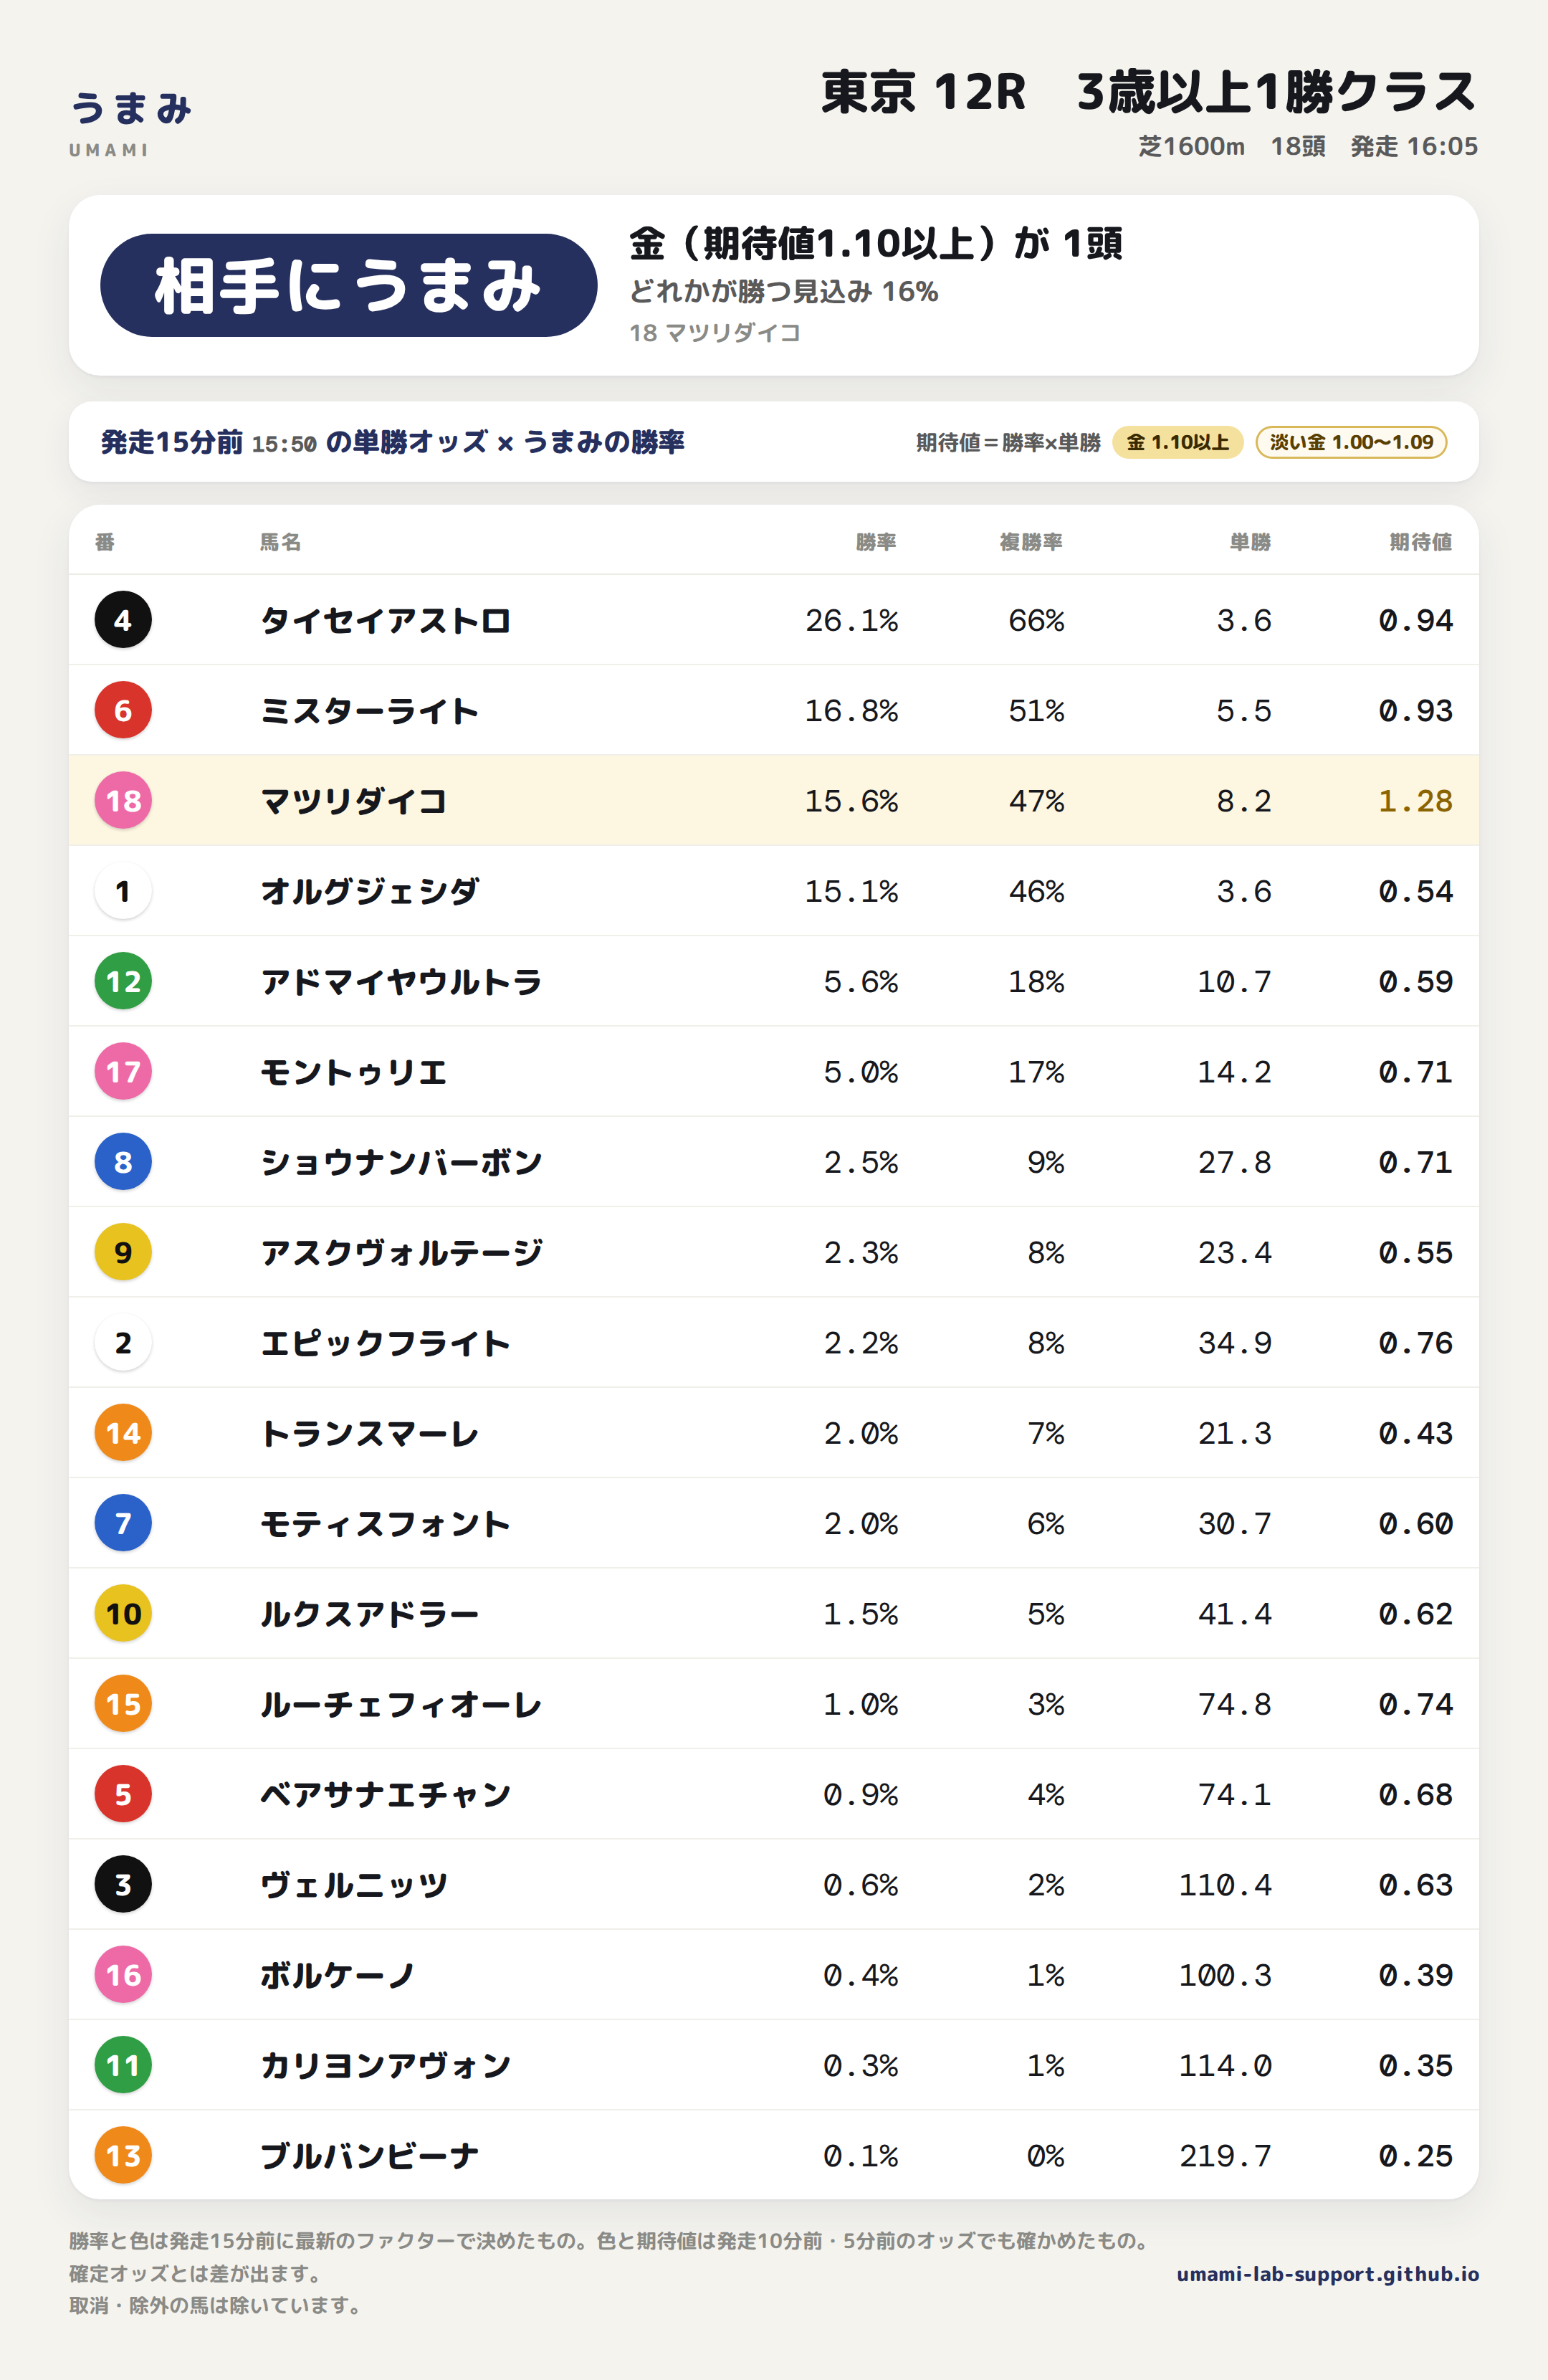 うまみ
UMAMI
東京 12R　3歳以上1勝クラス
芝1600m　18頭　発走 16:05
相手にうまみ
金（期待値1.10以上）が 1頭
どれかが勝つ見込み 16%
18 マツリダイコ
発走15分前 15:50 の単勝オッズ × うまみの勝率
期待値＝勝率×単勝 金 1.10以上 淡い金 1.00〜1.09
番 馬名 勝率 複勝率 単勝 期待値
4 タイセイアストロ 26.1% 66% 3.6 0.94
6 ミスターライト 16.8% 51% 5.5 0.93
18 マツリダイコ 15.6% 47% 8.2 1.28
1 オルグジェシダ 15.1% 46% 3.6 0.54
12 アドマイヤウルトラ 5.6% 18% 10.7 0.59
17 モントゥリエ 5.0% 17% 14.2 0.71
8 ショウナンバーボン 2.5% 9% 27.8 0.71
9 アスクヴォルテージ 2.3% 8% 23.4 0.55
2 エピックフライト 2.2% 8% 34.9 0.76
14 トランスマーレ 2.0% 7% 21.3 0.43
7 モティスフォント 2.0% 6% 30.7 0.60
10 ルクスアドラー 1.5% 5% 41.4 0.62
15 ルーチェフィオーレ 1.0% 3% 74.8 0.74
5 ベアサナエチャン 0.9% 4% 74.1 0.68
3 ヴェルニッツ 0.6% 2% 110.4 0.63
16 ボルケーノ 0.4% 1% 100.3 0.39
11 カリヨンアヴォン 0.3% 1% 114.0 0.35
13 ブルバンビーナ 0.1% 0% 219.7 0.25
勝率と色は発走15分前に最新のファクターで決めたもの。色と期待値は発走10分前・5分前のオッズでも確かめたもの。
確定オッズとは差が出ます。
取消・除外の馬は除いています。
umami-lab-support.github.io